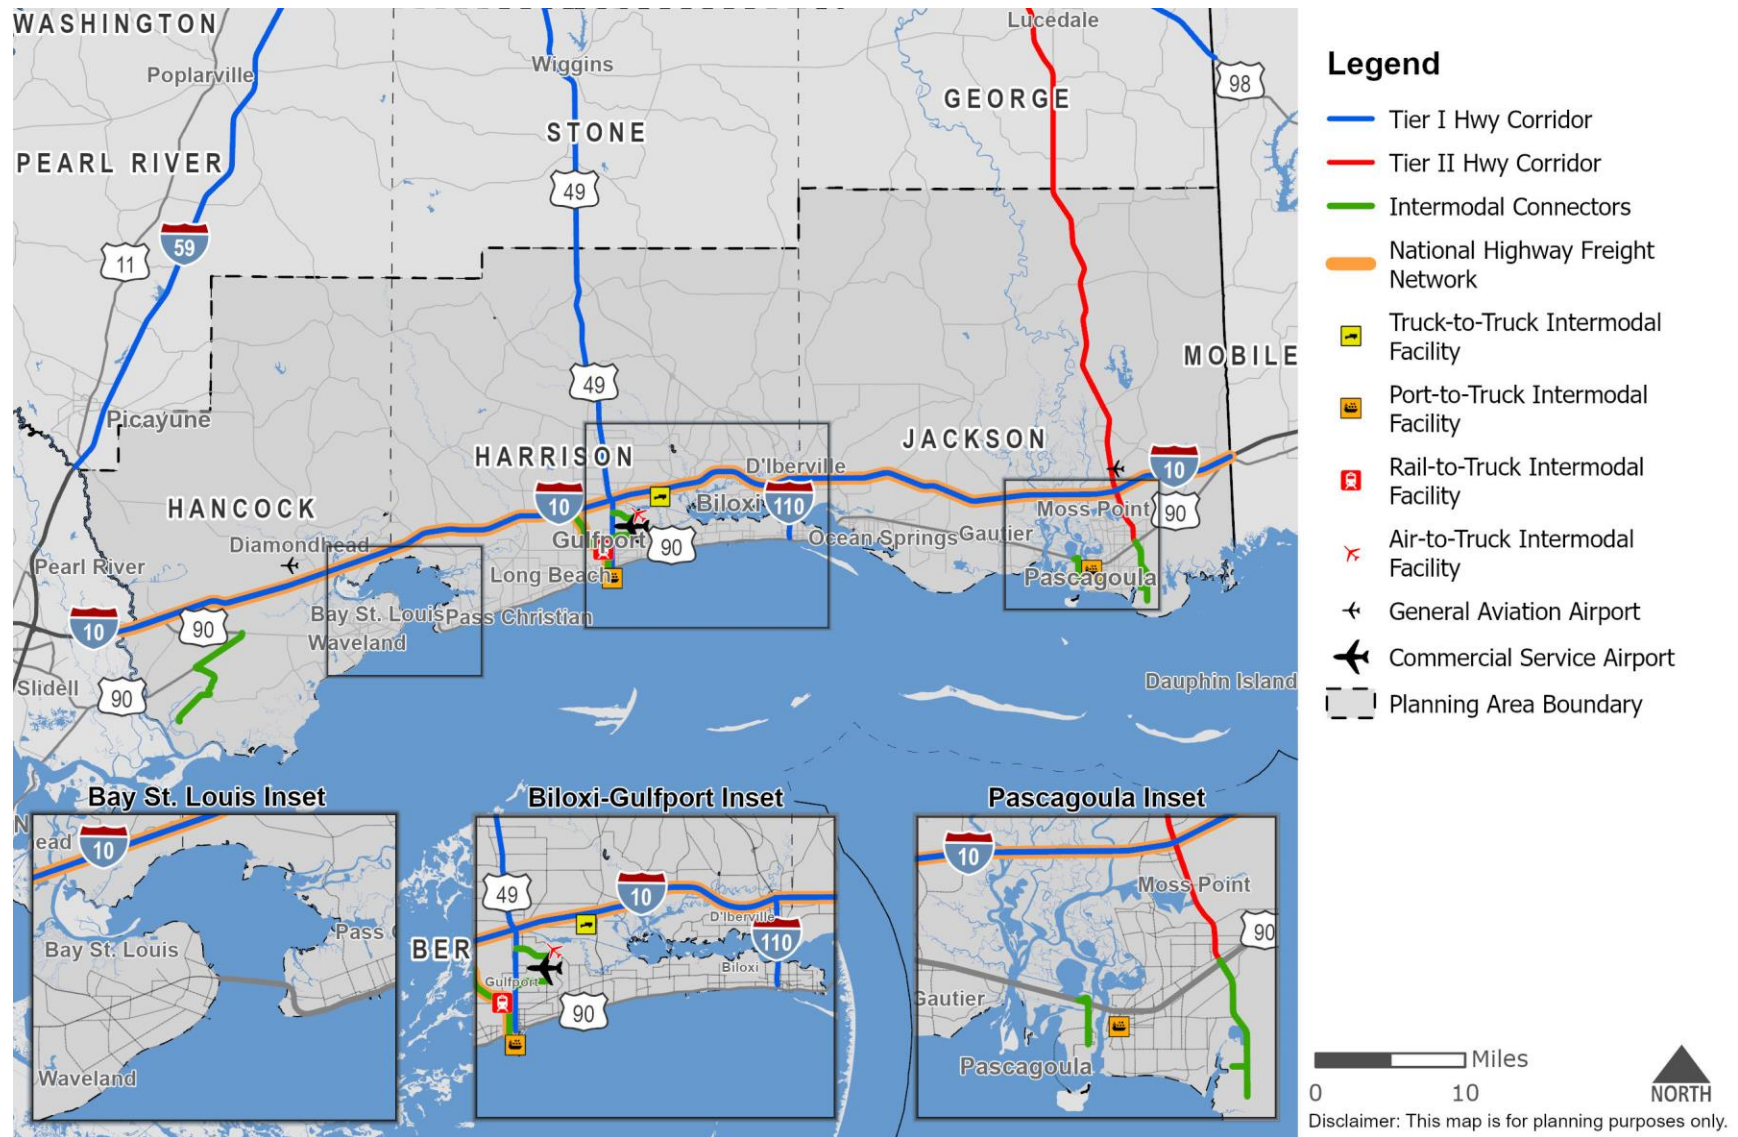 WASHINGTON
Lucedale
Poplarville
Wiggins
98
GEORGE
STONE
PEARL RIVER
49
59
11
MOBILE
49
Picayune
JACKSON
HARRISON
D'Iberville
10
10
110
Biloxi
HANCOCK
Moss Point
90
Diamondhead
Gulfport
90
Ocean Springs
Gautier
Pearl River
Long Beach
Pascagoula
Bay St. Louis
Pass Christian
10
90
Waveland
Slidell
90
Dauphin Island
Bay St. Louis Inset
N
ead
10
Bay St. Louis
Pass C
Waveland
BER
Biloxi-Gulfport Inset
49
10
D'Iberville
110
Biloxi
Gulfport
90
Pascagoula Inset
10
Moss Point
90
Gautier
Pascagoula
Legend
Tier I Hwy Corridor
Tier II Hwy Corridor
Intermodal Connectors
National Highway Freight
Network
Truck-to-Truck Intermodal
Facility
Port-to-Truck Intermodal
Facility
Rail-to-Truck Intermodal
Facility
Air-to-Truck Intermodal
Facility
General Aviation Airport
Commercial Service Airport
Planning Area Boundary
Miles
0 10
NORTH
Disclaimer: This map is for planning purposes only.